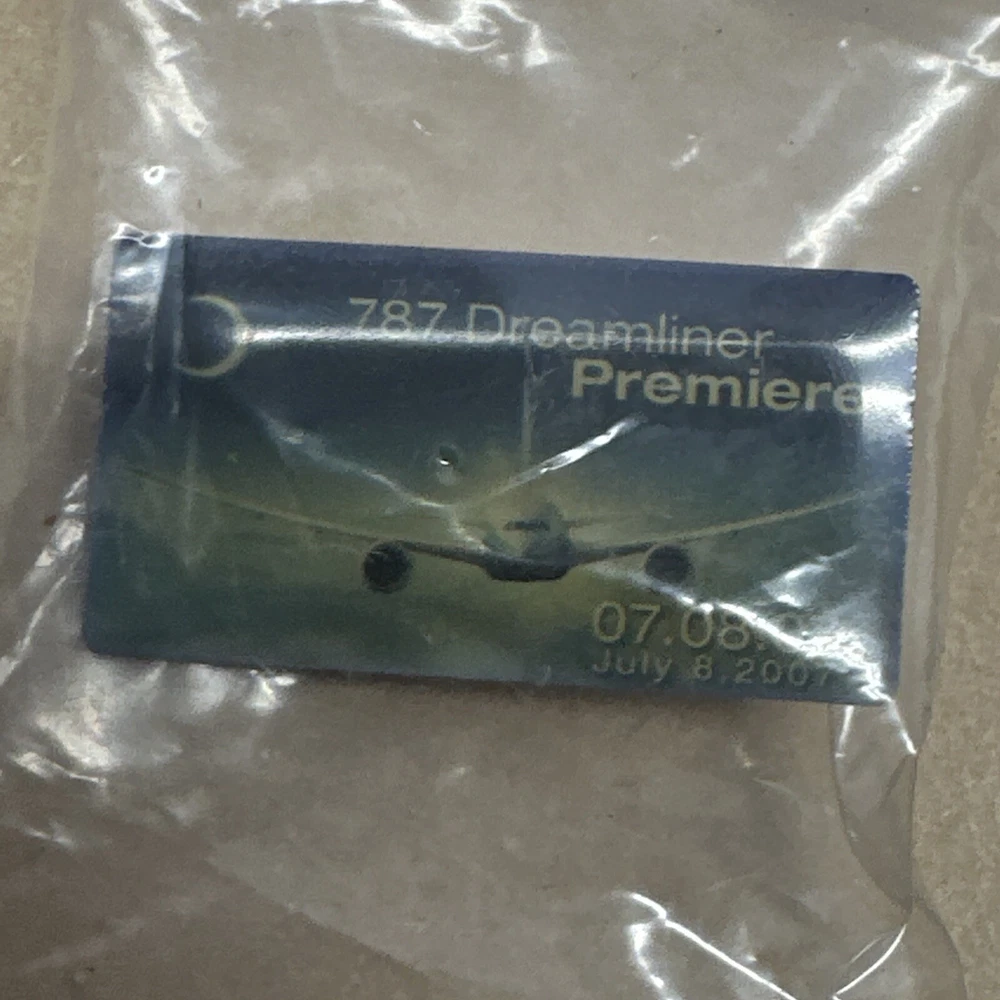 787 Dreamliner
Premiere
07.08.
July 8, 2007